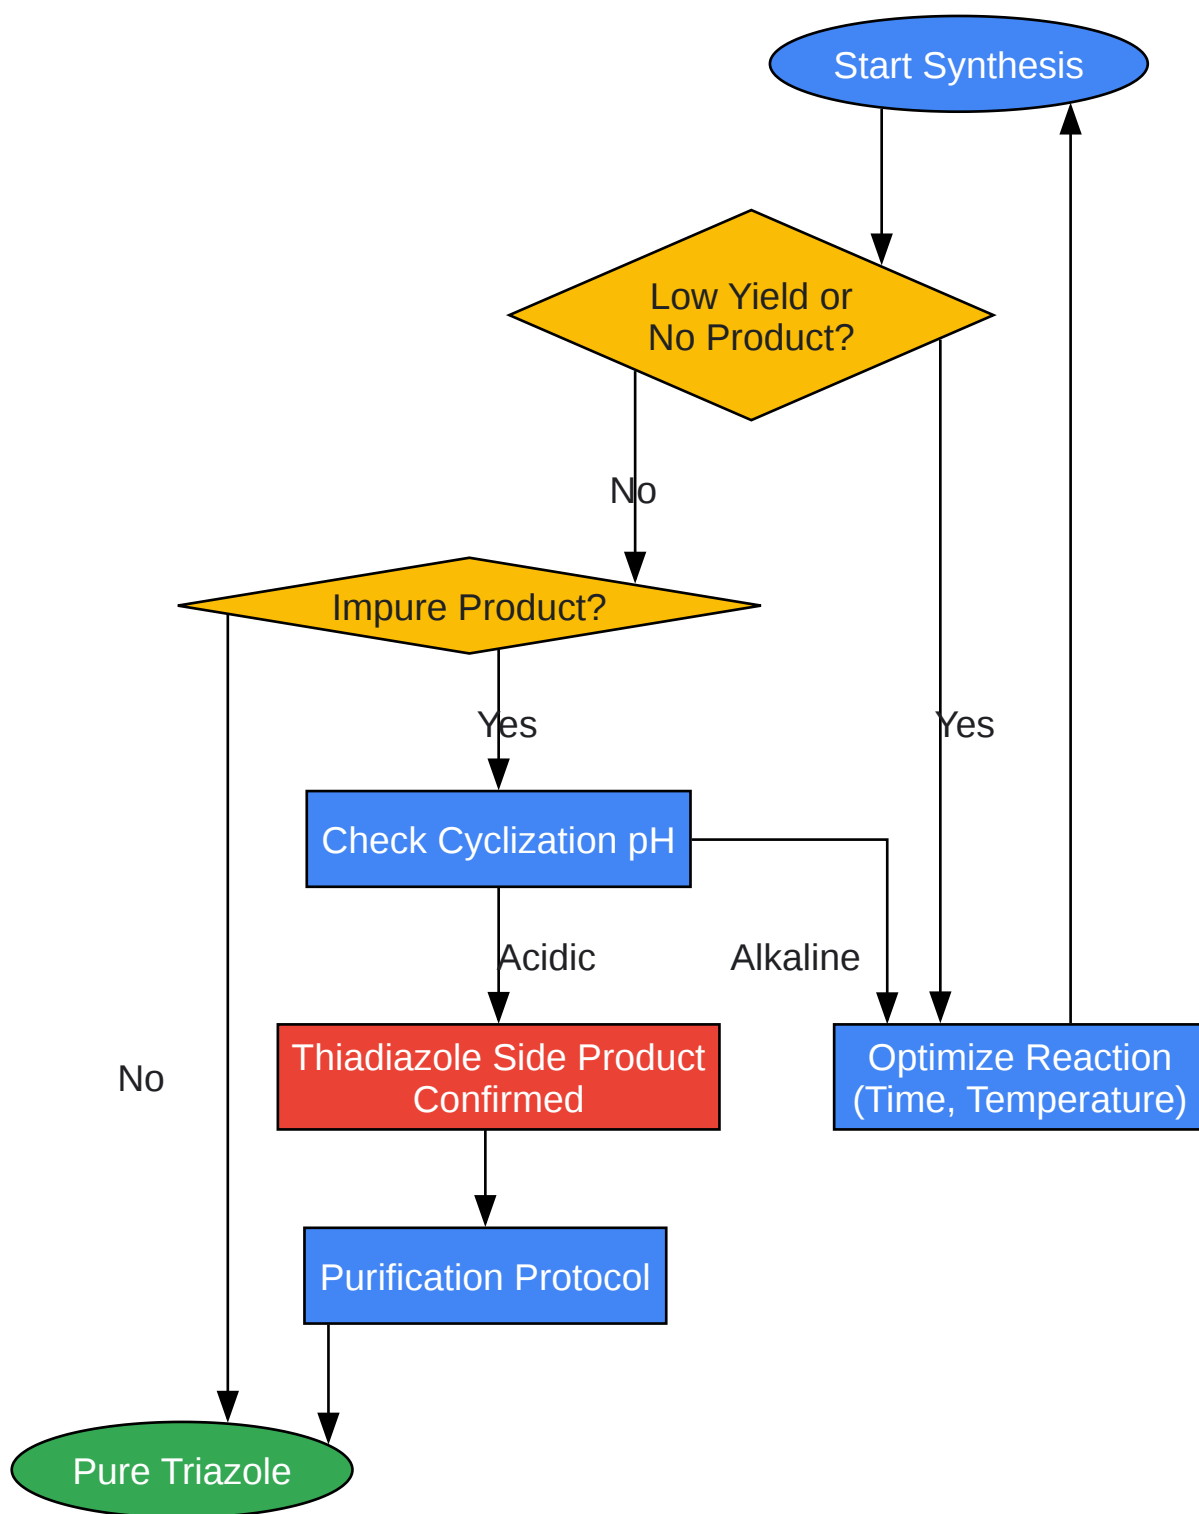 Start Synthesis
Low Yield or
No Product?
No
Impure Product?
Yes
Yes
Check Cyclization pH
Acidic
Alkaline
Thiadiazole Side Product
Confirmed
Optimize Reaction
(Time, Temperature)
No
Purification Protocol
Pure Triazole